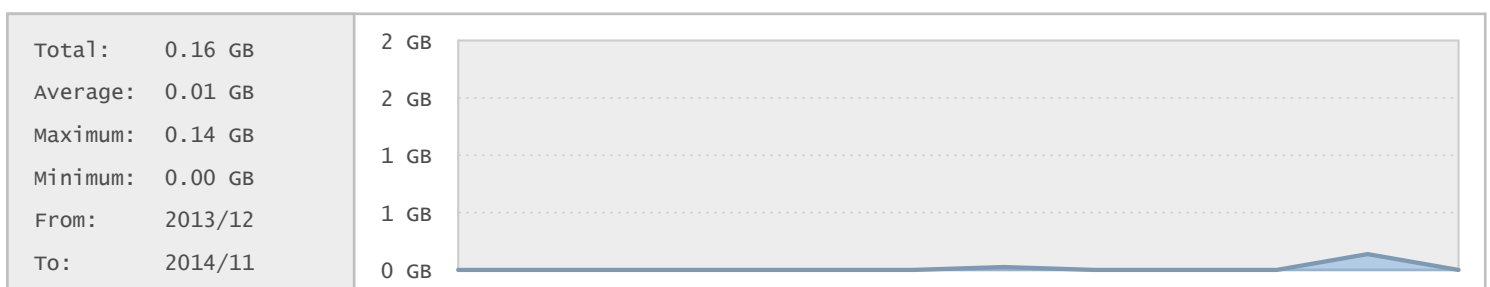 Total: 0.16 GB
Average: 0.01 GB
Maximum: 0.14 GB
Minimum: 0.00 GB
From: 2013/12
To: 2014/11
2 GB
2 GB
1 GB
1 GB
0 GB